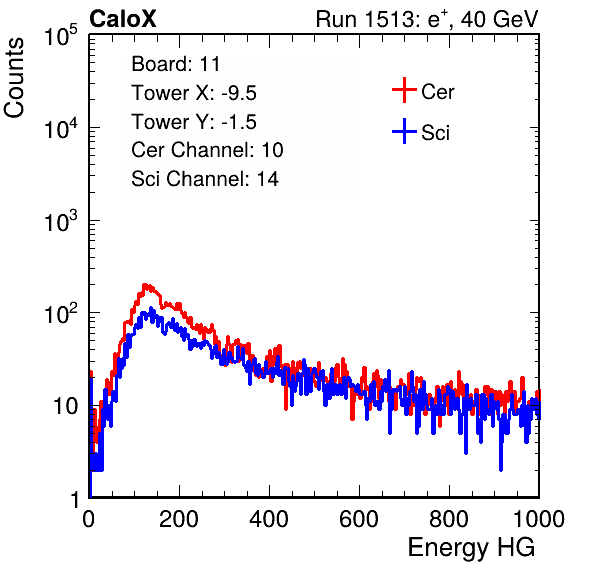 CaloX Run 1513: e⁺, 40 GeV
Board: 11
Tower X: -9.5
Tower Y: -1.5
Cer Channel: 10
Sci Channel: 14
Cer
Sci
Counts
10⁵
10⁴
10³
10²
10
1
0 200 400 600 800 1000
Energy HG